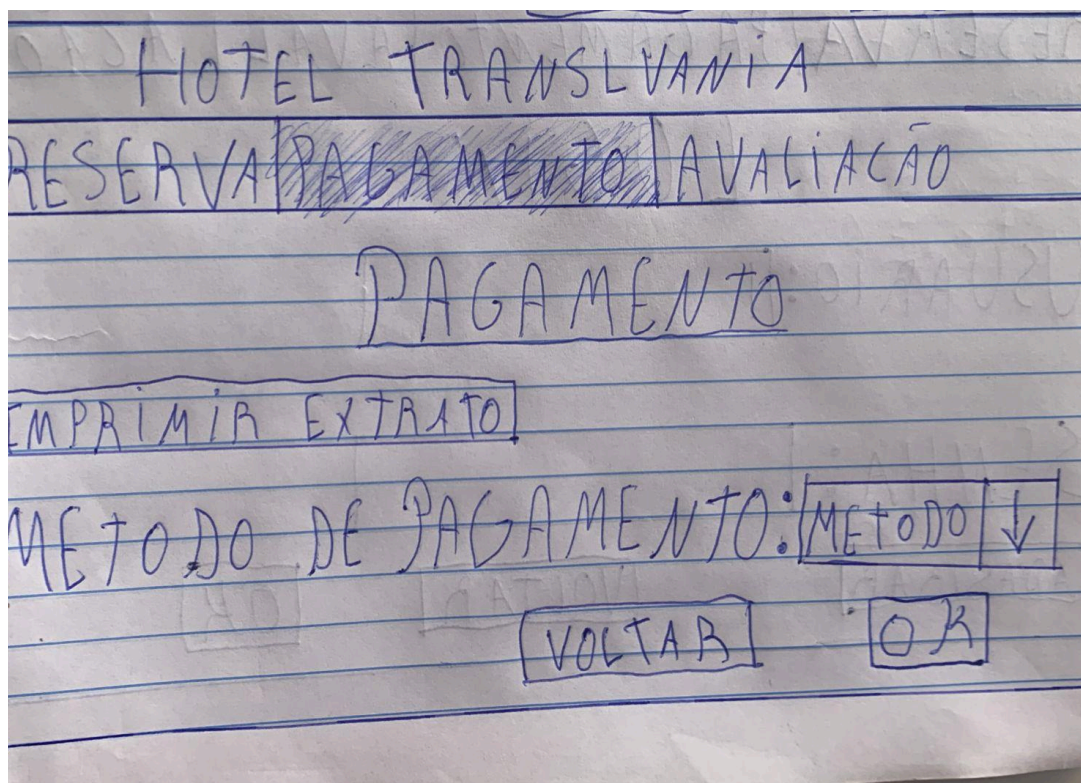 HOTEL TRANSLVANIA
RESERVA PAGAMENTO AVALIACÃO
PAGAMENTO
IMPRIMIR EXTRATO
METODO DE PAGAMENTO: METODO ↓
VOLTAR OK